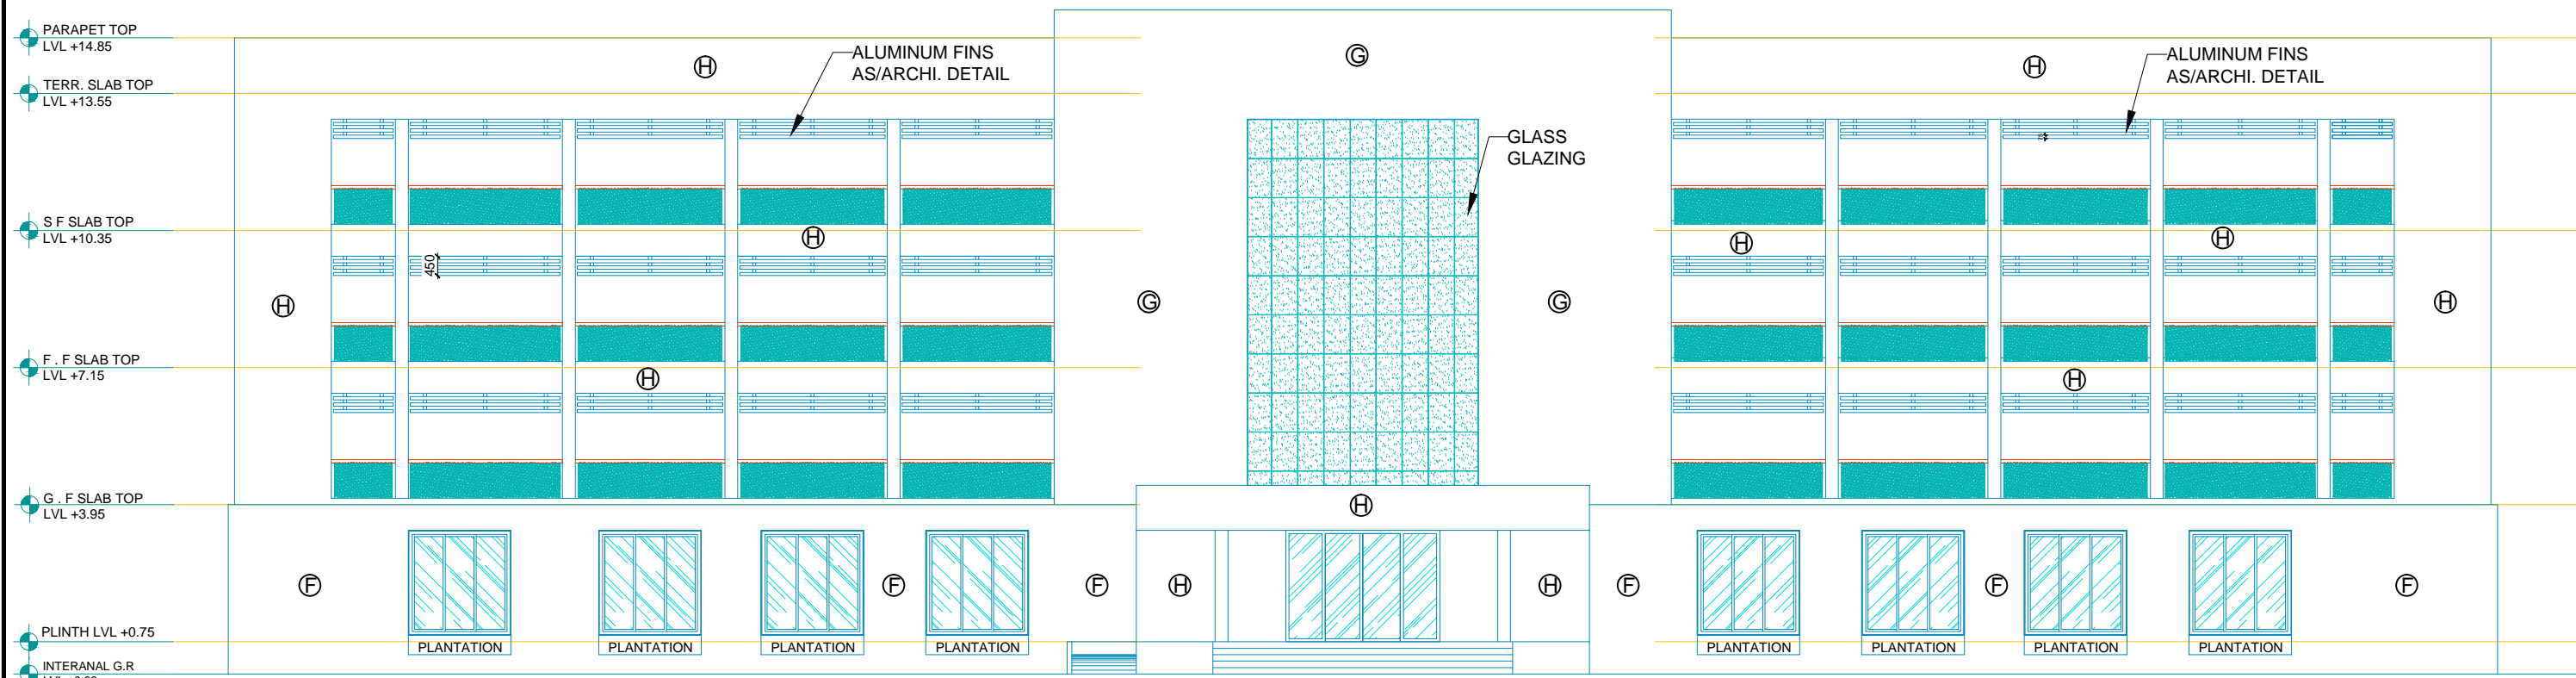 PARAPET TOP
LVL +14.85
TERR. SLAB TOP
LVL +13.55
S F SLAB TOP
LVL +10.35
F . F SLAB TOP
LVL +7.15
G . F SLAB TOP
LVL +3.95
PLINTH LVL +0.75
INTERANAL G.R
H
ALUMINUM FINS
AS/ARCHI. DETAIL
G
H
ALUMINUM FINS
AS/ARCHI. DETAIL
GLASS
GLAZING
H
H
H
450
H
G
G
H
H
H
H
F
F
F
H
H
F
F
F
PLANTATION
PLANTATION
PLANTATION
PLANTATION
PLANTATION
PLANTATION
PLANTATION
PLANTATION